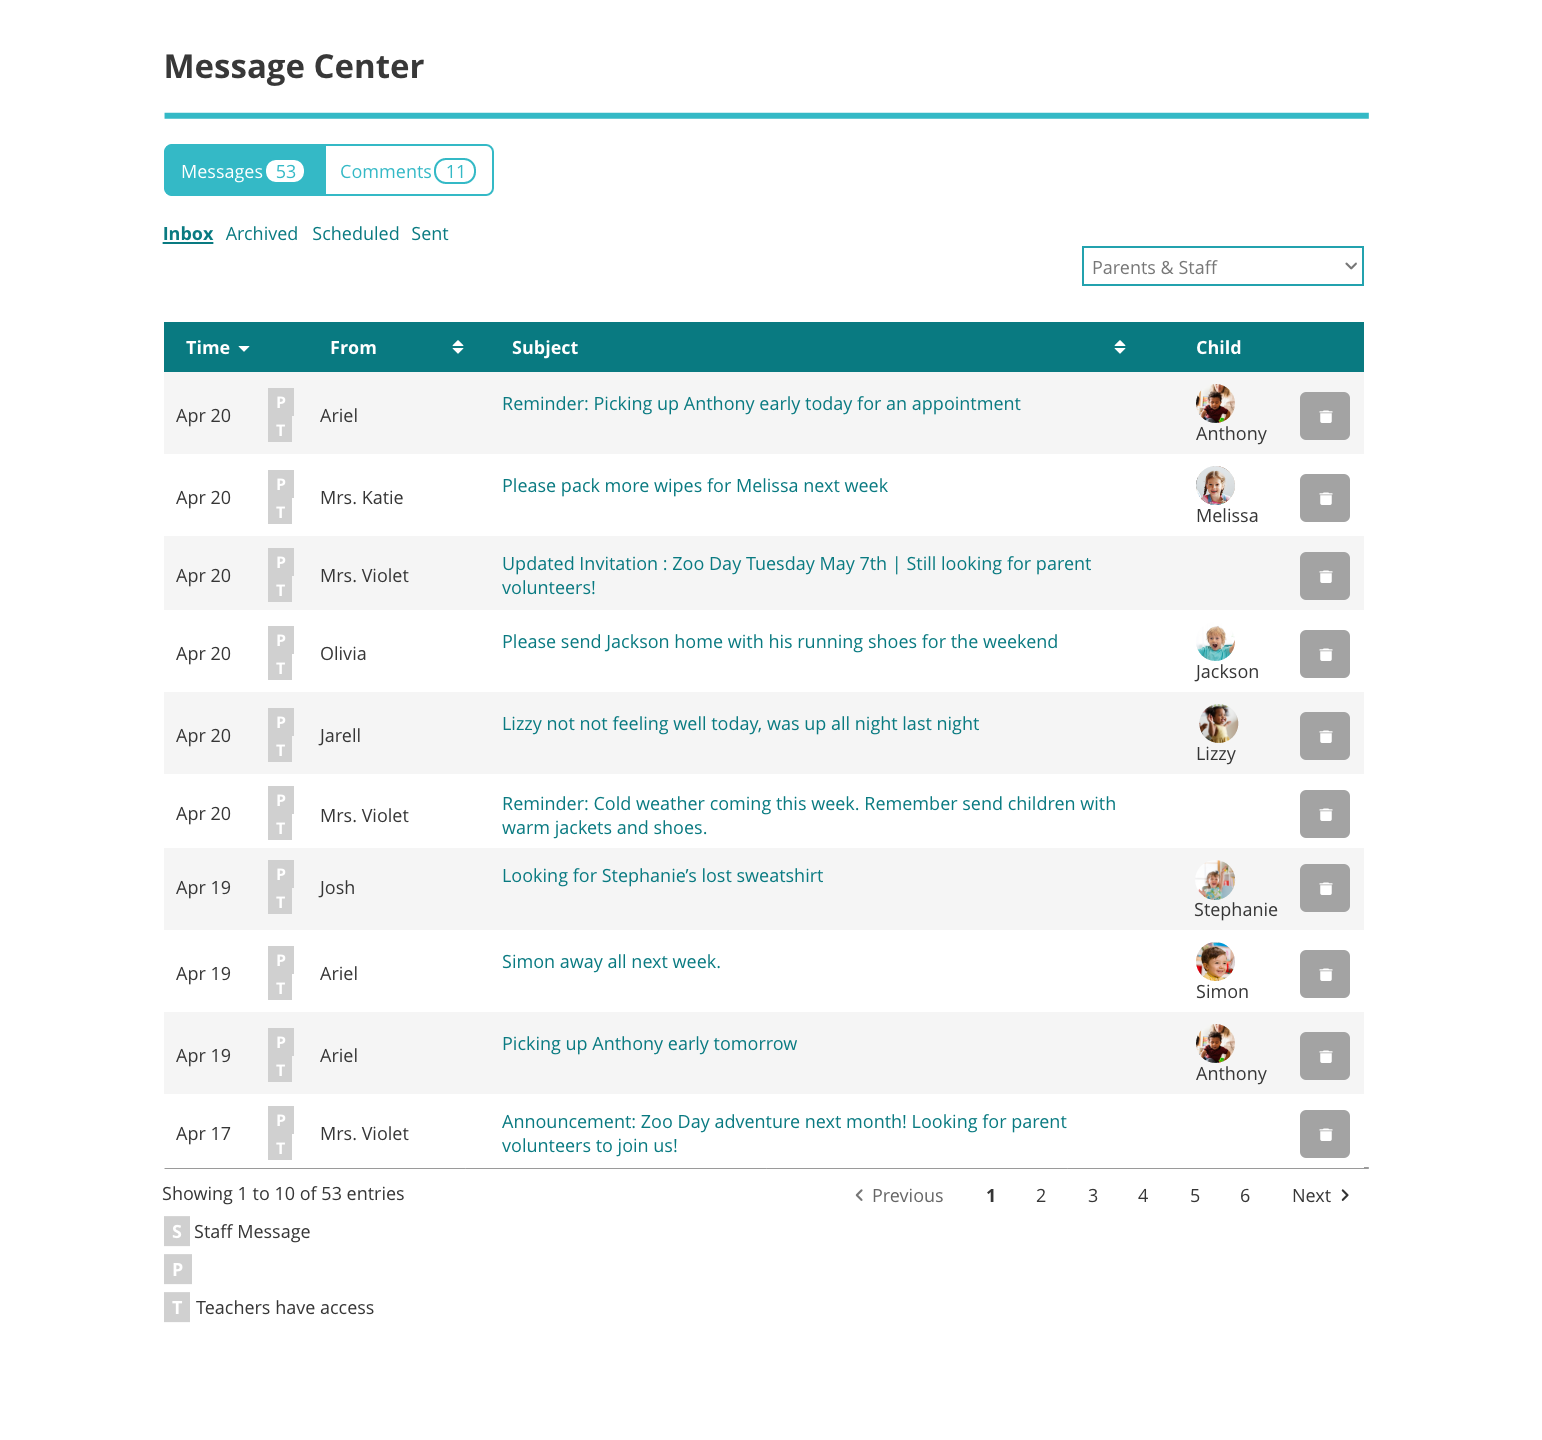 Message Center
Messages 53 Comments 11
Inbox Archived Scheduled Sent
Parents & Staff
Time From Subject Child
Apr 20 P T Ariel Reminder: Picking up Anthony early today for an appointment Anthony
Apr 20 P T Mrs. Katie Please pack more wipes for Melissa next week Melissa
Apr 20 P T Mrs. Violet Updated Invitation : Zoo Day Tuesday May 7th | Still looking for parent
volunteers!
Apr 20 P T Olivia Please send Jackson home with his running shoes for the weekend Jackson
Apr 20 P T Jarell Lizzy not not feeling well today, was up all night last night Lizzy
Apr 20 P T Mrs. Violet Reminder: Cold weather coming this week. Remember send children with
warm jackets and shoes.
Apr 19 P T Josh Looking for Stephanie’s lost sweatshirt Stephanie
Apr 19 P T Ariel Simon away all next week. Simon
Apr 19 P T Ariel Picking up Anthony early tomorrow Anthony
Apr 17 P T Mrs. Violet Announcement: Zoo Day adventure next month! Looking for parent
volunteers to join us!
Showing 1 to 10 of 53 entries Previous 1 2 3 4 5 6 Next
S Staff Message
P
T Teachers have access